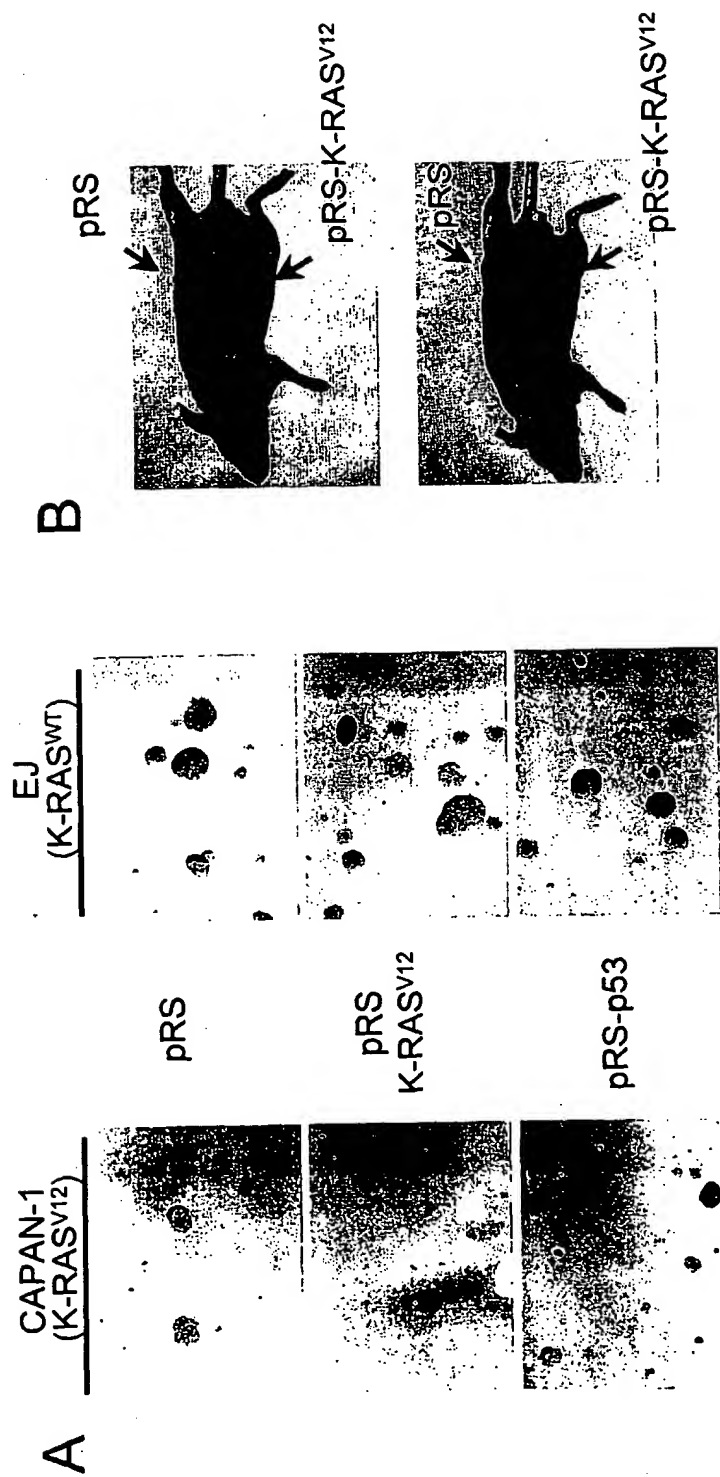 A
CAPAN-1
(K-RASV12)
EJ
(K-RASWT)
pRS
pRS
K-RASV12
pRS-p53
B
pRS
pRS-K-RASV12
pRS
pRS-K-RASV12